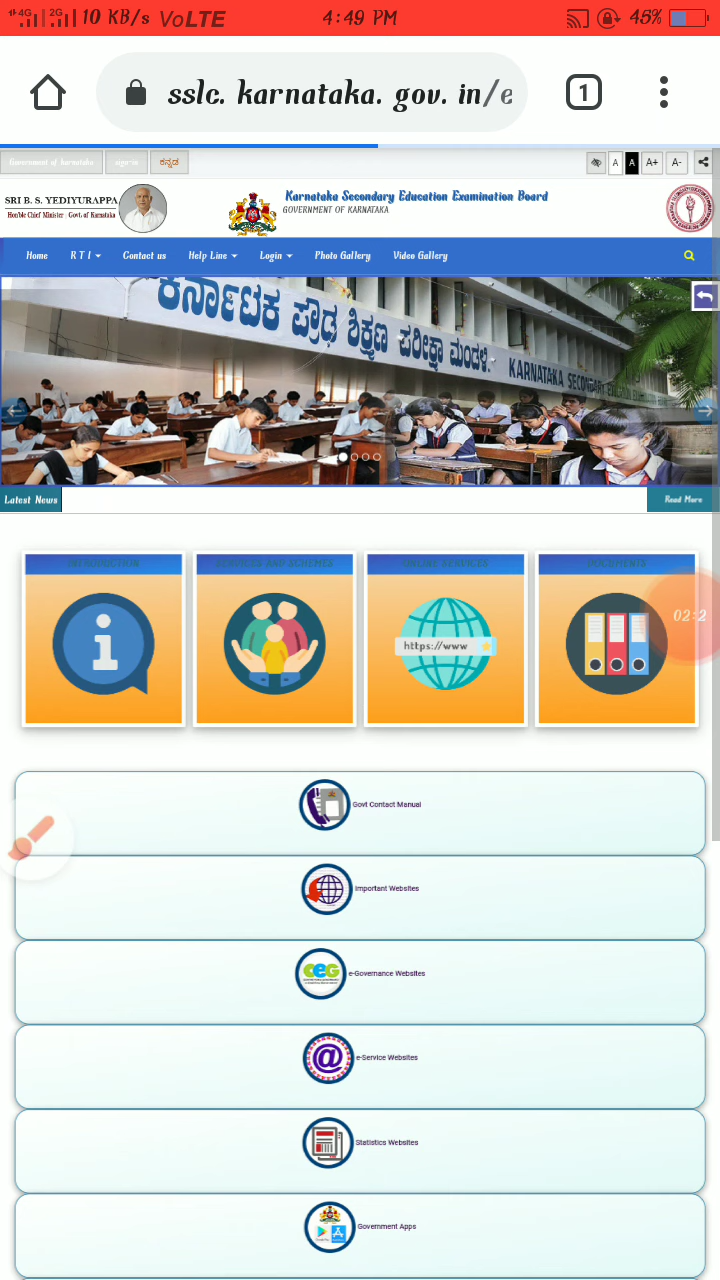 4G 2G 10 KB/s VoLTE 4:49 PM 45%
sslc. karnataka. gov. in/e
1
Government of karnataka
ಕನ್ನಡ
A A A+ A-
SRI B. S. YEDIYURAPPA
Hon'ble Chief Minister . Govt. of Karnataka
Karnataka Secondary Education Examination Board
GOVERNMENT OF KARNATAKA
Home R T I Contact us Help Line Login Photo Gallery Video Gallery
ಕರ್ನಾಟಕ ಪ್ರೌಢ ಶಿಕ್ಷಣ ಪರೀಕ್ಷಾ ಮಂಡಳಿ.
KARNATAKA SECONDARY
Latest News
Read More
INTRODUCTION SERVICES AND SCHEMES ONLINE SERVICES DOCUMENTS
i
https://www
02:2
Govt Contact Manual
Important Websites
CeG e-Governance Websites
@ e-Service Websites
Statistics Websites
Government Apps